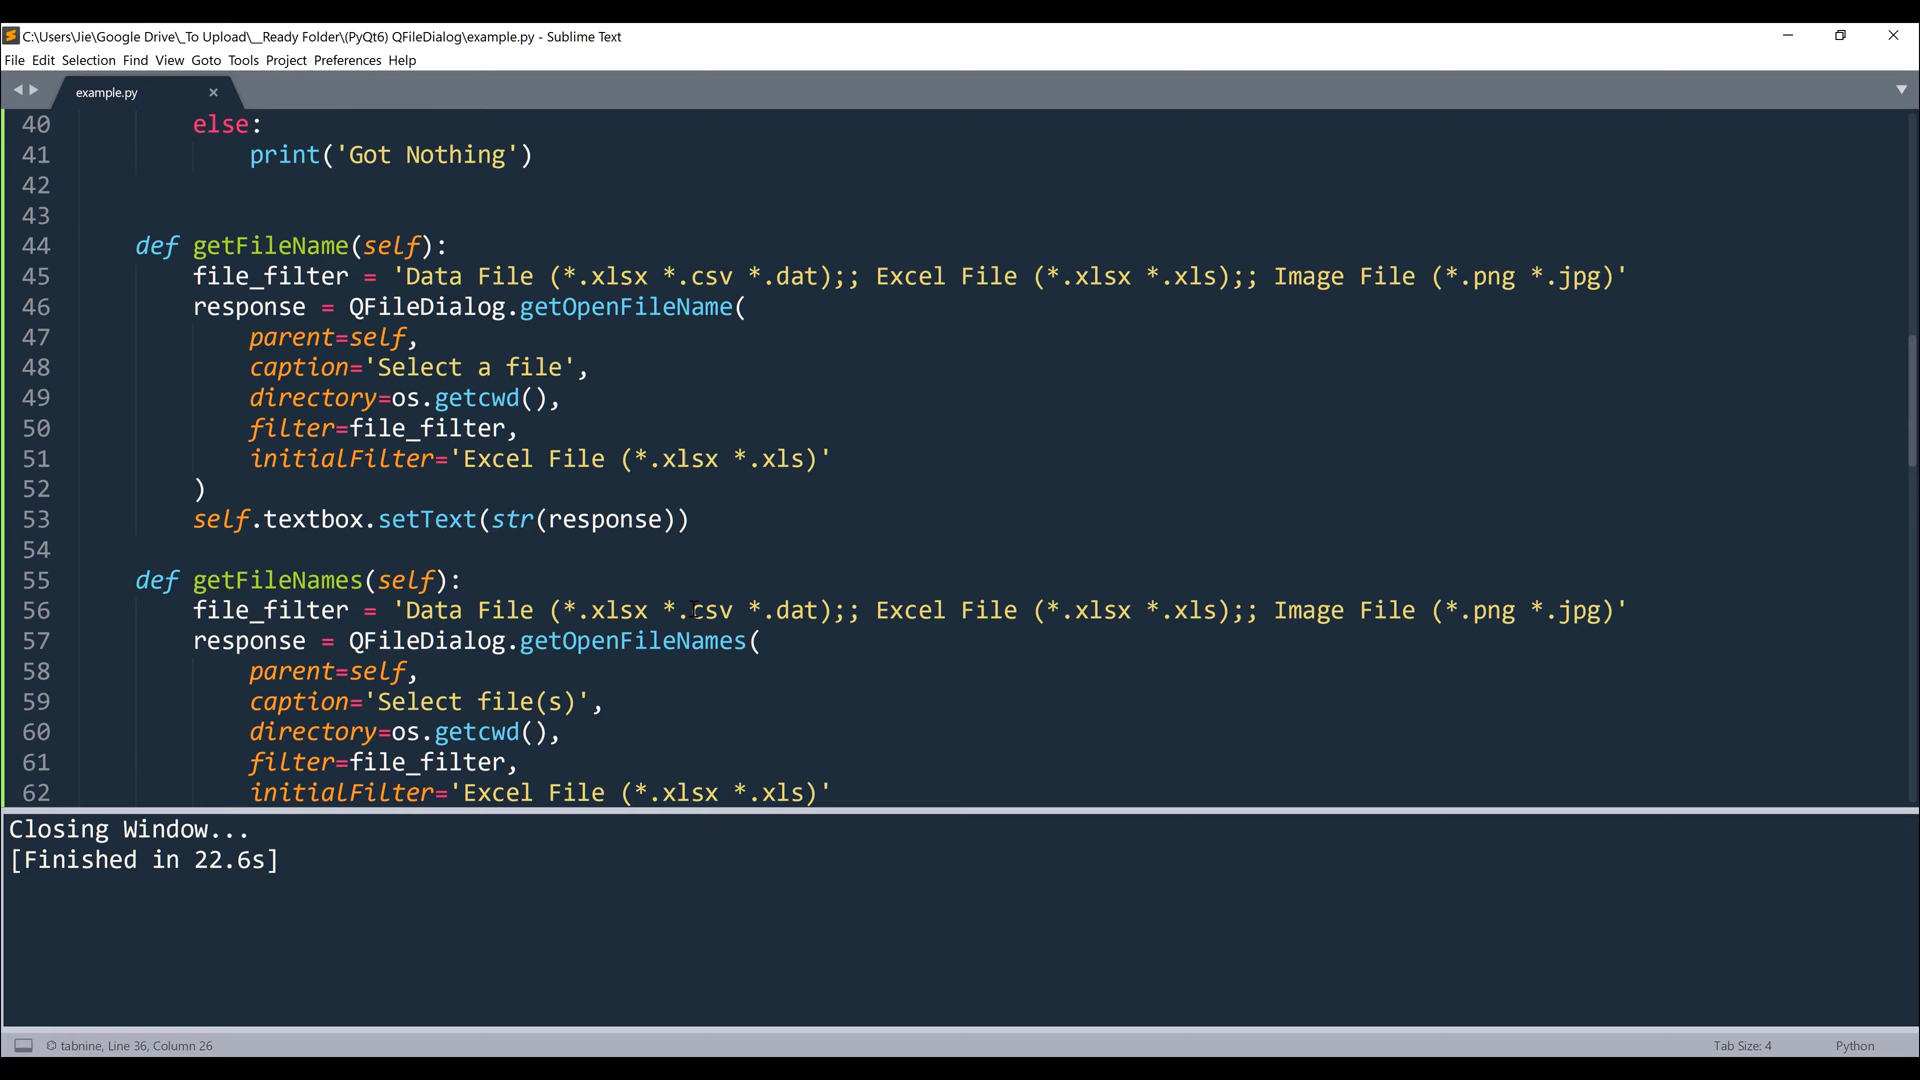 C:\Users\Jie\Google Drive\_To Upload\__Ready Folder\(PyQt6) QFileDialog\example.py - Sublime Text
File Edit Selection Find View Goto Tools Project Preferences Help
example.py
40 else:
41 print('Got Nothing')
42
43
44 def getFileName(self):
45 file_filter = 'Data File (*.xlsx *.csv *.dat);; Excel File (*.xlsx *.xls);; Image File (*.png *.jpg)'
46 response = QFileDialog.getOpenFileName(
47 parent=self,
48 caption='Select a file',
49 directory=os.getcwd(),
50 filter=file_filter,
51 initialFilter='Excel File (*.xlsx *.xls)'
52 )
53 self.textbox.setText(str(response))
54
55 def getFileNames(self):
56 file_filter = 'Data File (*.xlsx *.csv *.dat);; Excel File (*.xlsx *.xls);; Image File (*.png *.jpg)'
57 response = QFileDialog.getOpenFileNames(
58 parent=self,
59 caption='Select file(s)',
60 directory=os.getcwd(),
61 filter=file_filter,
62 initialFilter='Excel File (*.xlsx *.xls)'
Closing Window...
[Finished in 22.6s]
tabnine, Line 36, Column 26 Tab Size: 4 Python